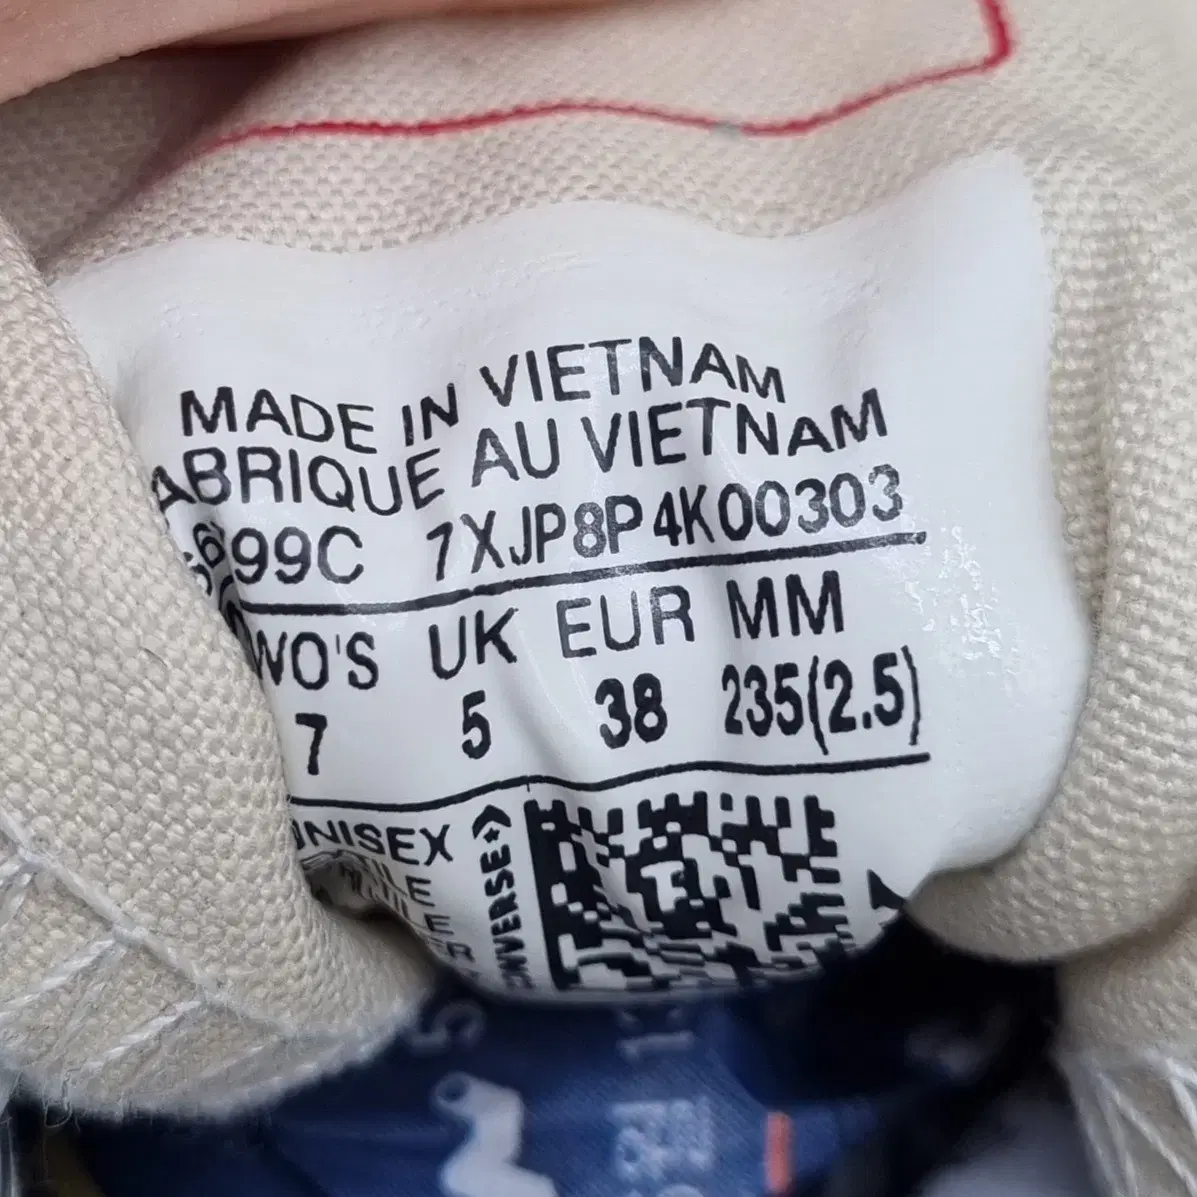 MADE IN VIETNAM
ABRIQUE AU VIETNAM
699C 7XJP8P4K00303
WO'S UK EUR MM
7 5 38 235(2.5)
UNISEX
CONVERSE